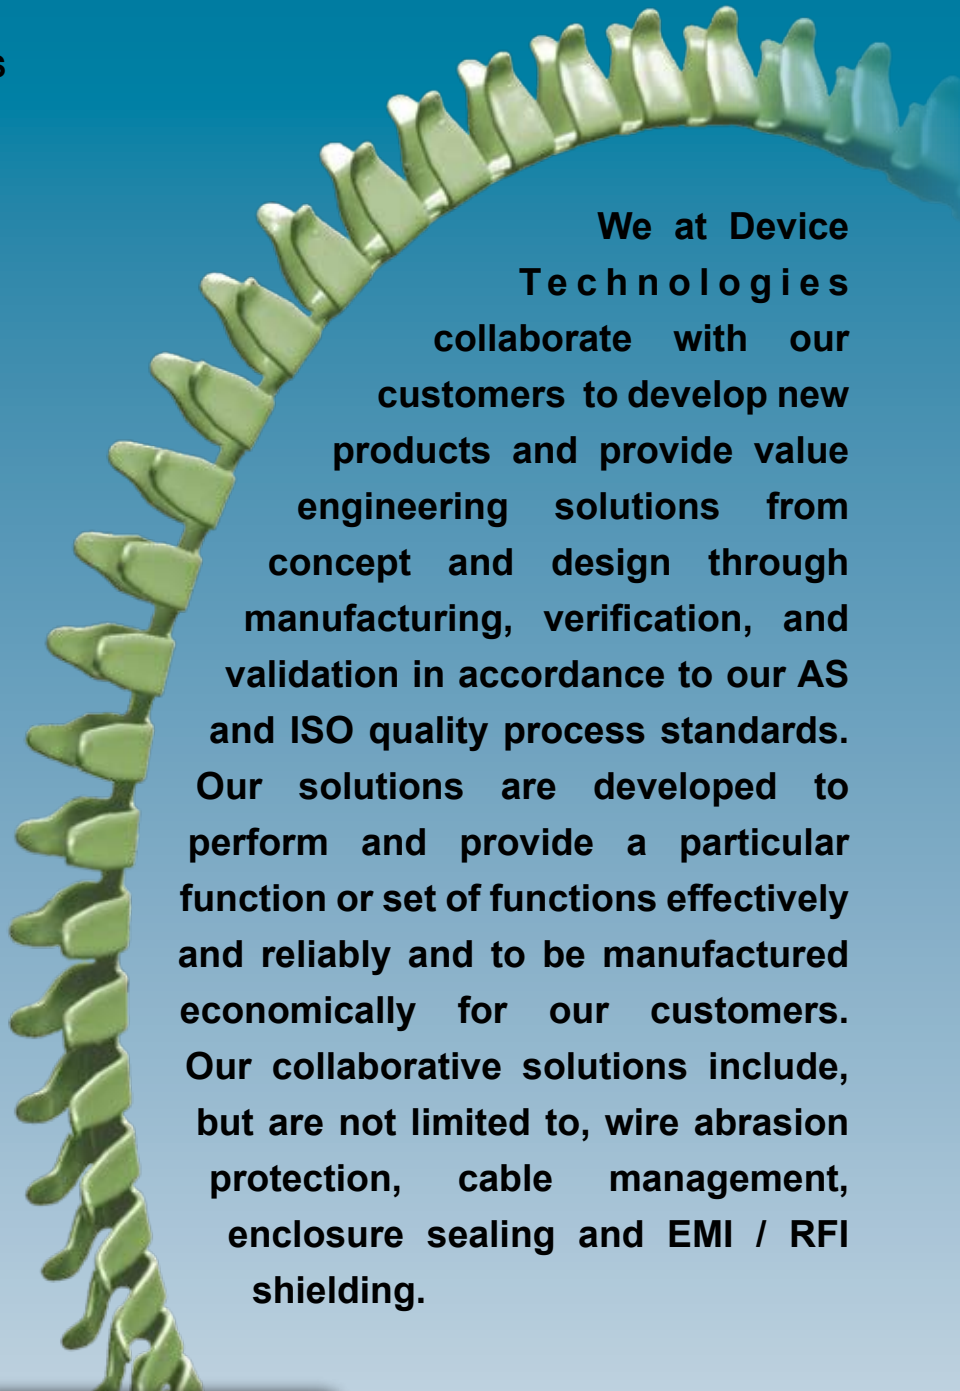 s
We at Device
Technologies
collaborate with our
customers to develop new
products and provide value
engineering solutions from
concept and design through
manufacturing, verification, and
validation in accordance to our AS
and ISO quality process standards.
Our solutions are developed to
perform and provide a particular
function or set of functions effectively
and reliably and to be manufactured
economically for our customers.
Our collaborative solutions include,
but are not limited to, wire abrasion
protection, cable management,
enclosure sealing and EMI / RFI
shielding.